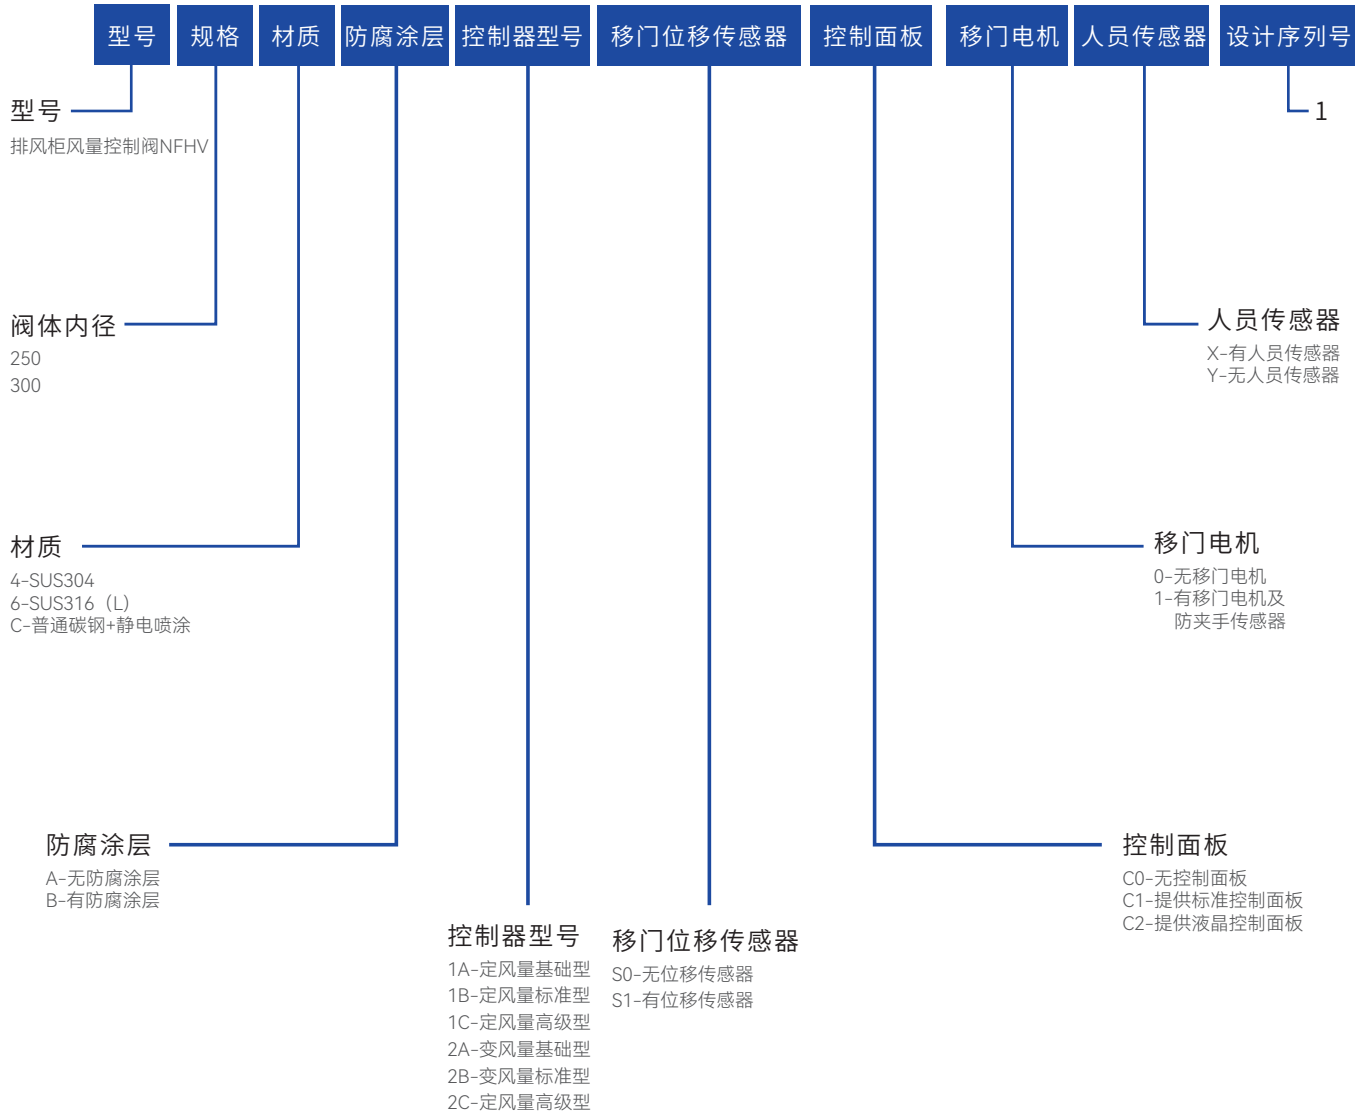 型号 规格 材质 防腐涂层 控制器型号 移门位移传感器 控制面板 移门电机 人员传感器 设计序列号
型号
排风柜风量控制阀NFHV
1
阀体内径
250
300
人员传感器
X-有人员传感器
Y-无人员传感器
材质
4-SUS304
6-SUS316（L）
C-普通碳钢+静电喷涂
移门电机
0-无移门电机
1-有移门电机及
防夹手传感器
防腐涂层
A-无防腐涂层
B-有防腐涂层
控制器型号
1A-定风量基础型
1B-定风量标准型
1C-定风量高级型
2A-变风量基础型
2B-变风量标准型
2C-定风量高级型
移门位移传感器
S0-无位移传感器
S1-有位移传感器
控制面板
C0-无控制面板
C1-提供标准控制面板
C2-提供液晶控制面板